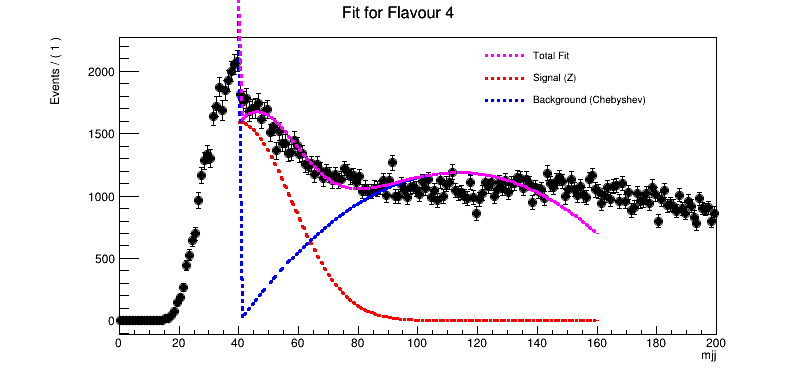 Fit for Flavour 4
Events / ( 1 )
Total Fit
Signal (Z)
Background (Chebyshev)
2000
1500
1000
500
0
0 20 40 60 80 100 120 140 160 180 200
mjj